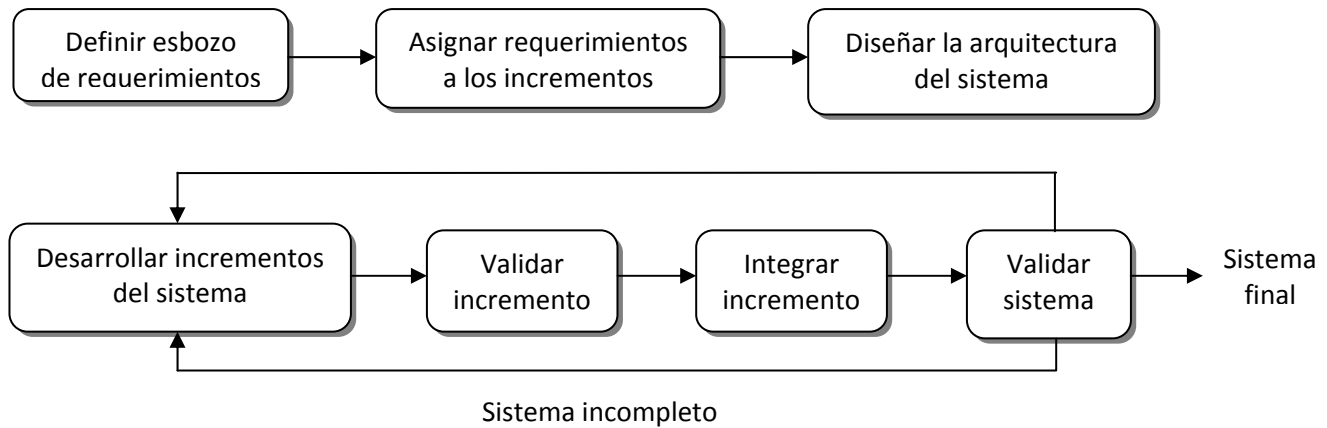 Definir esbozo
de requerimientos
Asignar requerimientos
a los incrementos
Diseñar la arquitectura
del sistema
Desarrollar incrementos
del sistema
Validar
incremento
Integrar
incremento
Validar
sistema
Sistema
final
Sistema incompleto